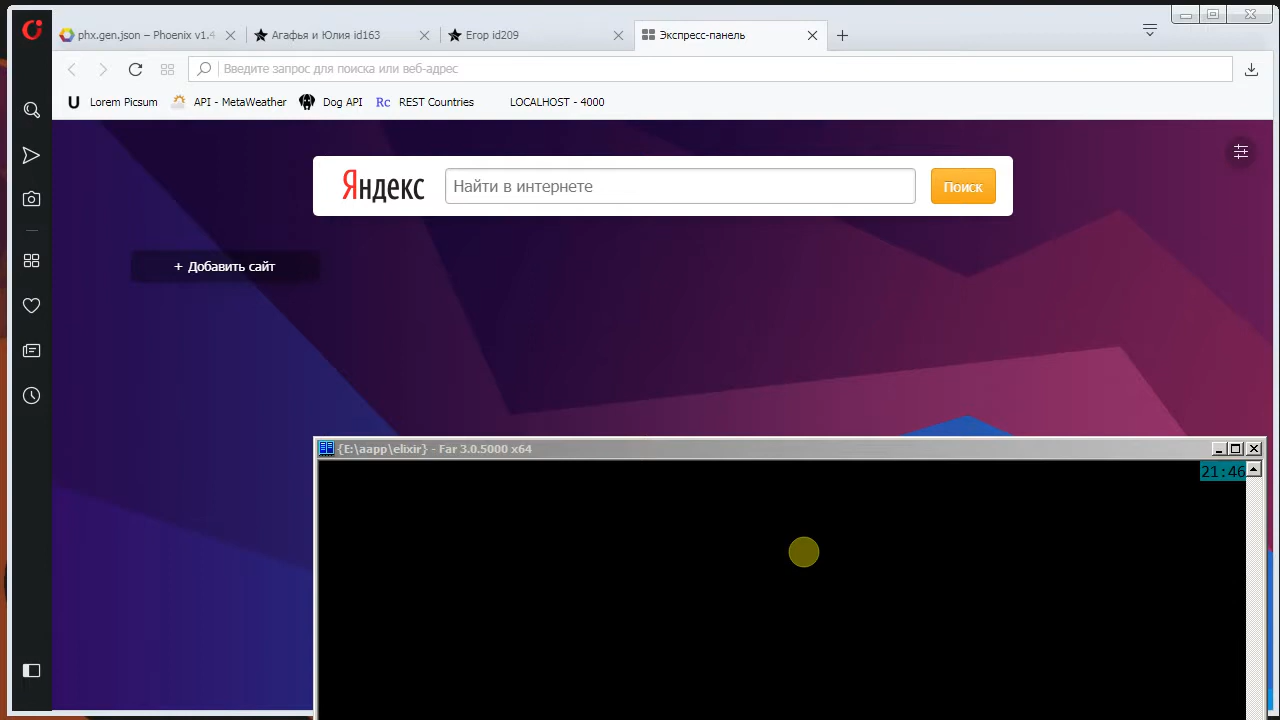 phx.gen.json – Phoenix v1.4
Агафья и Юлия id163
Егор id209
Экспресс-панель
Введите запрос для поиска или веб-адрес
U Lorem Picsum
API - MetaWeather
Dog API
Rc REST Countries
LOCALHOST - 4000
Яндекс
Найти в интернете
Поиск
+ Добавить сайт
{E:\aapp\elixir} - Far 3.0.5000 x64
21:46